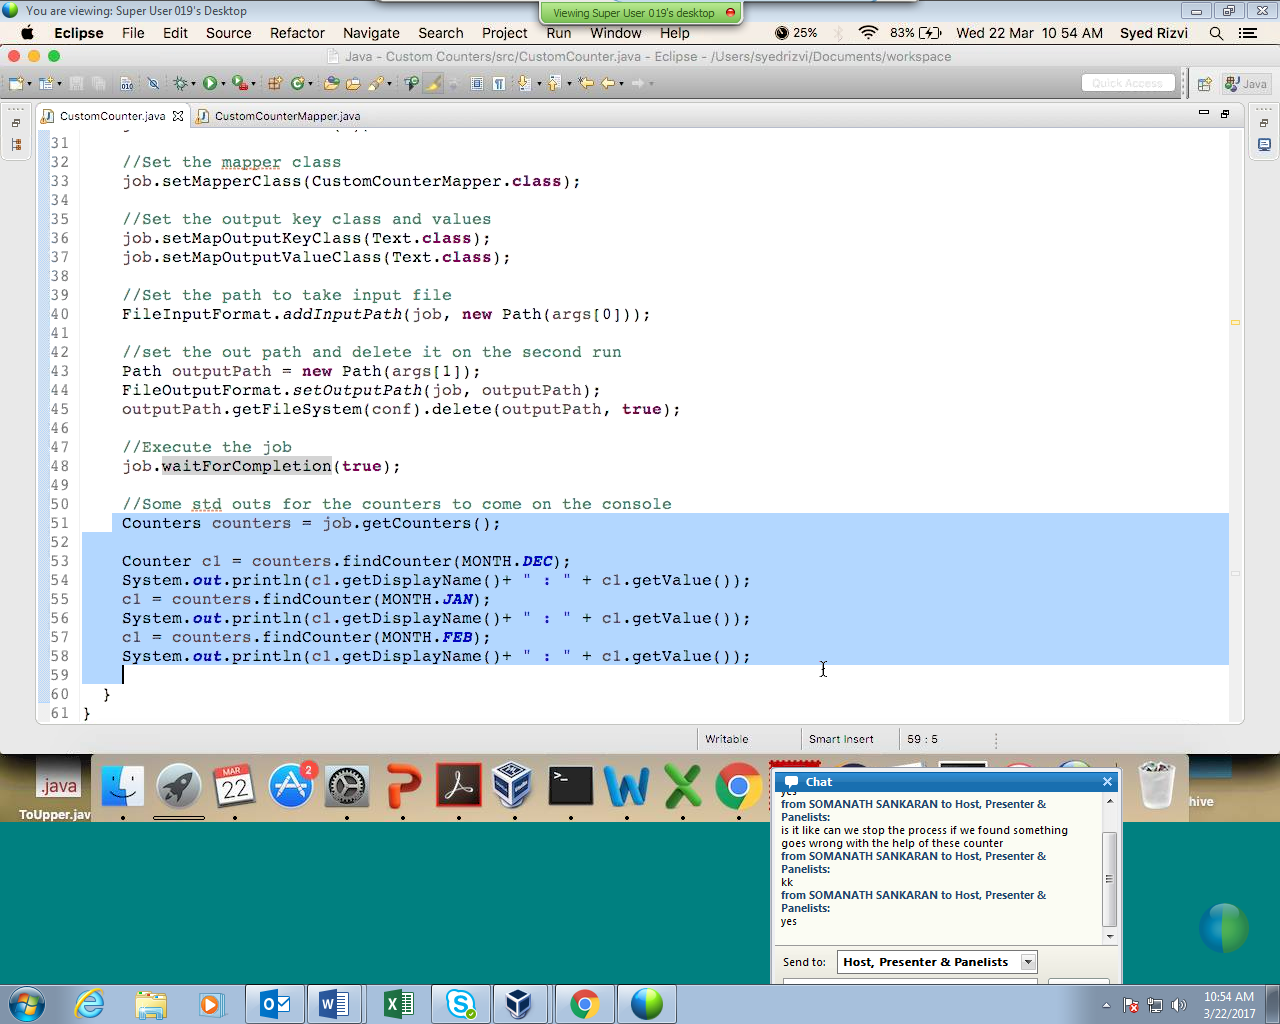 You are viewing: Super User 019's Desktop
Viewing Super User 019's desktop
Eclipse File Edit Source Refactor Navigate Search Project Run Window Help
25% 83% Wed 22 Mar 10 54 AM Syed Rizvi
Java - Custom Counters/src/CustomCounter.java - Eclipse - /Users/syedrizvi/Documents/workspace
Quick Access
Java
CustomCounter.java
CustomCounterMapper.java
31
32 //Set the mapper class
33 job.setMapperClass(CustomCounterMapper.class);
34
35 //Set the output key class and values
36 job.setMapOutputKeyClass(Text.class);
37 job.setMapOutputValueClass(Text.class);
38
39 //Set the path to take input file
40 FileInputFormat.addInputPath(job, new Path(args[0]));
41
42 //set the out path and delete it on the second run
43 Path outputPath = new Path(args[1]);
44 FileOutputFormat.setOutputPath(job, outputPath);
45 outputPath.getFileSystem(conf).delete(outputPath, true);
46
47 //Execute the job
48 job.waitForCompletion(true);
49
50 //Some std outs for the counters to come on the console
51 Counters counters = job.getCounters();
52
53 Counter c1 = counters.findCounter(MONTH.DEC);
54 System.out.println(c1.getDisplayName()+ " : " + c1.getValue());
55 c1 = counters.findCounter(MONTH.JAN);
56 System.out.println(c1.getDisplayName()+ " : " + c1.getValue());
57 c1 = counters.findCounter(MONTH.FEB);
58 System.out.println(c1.getDisplayName()+ " : " + c1.getValue());
59
60 }
61 }
Writable
Smart Insert
59 : 5
.java
ToUpper.jav
MAR
22
2
hive
Chat
yes
from SOMANATH SANKARAN to Host, Presenter &
Panelists:
is it like can we stop the process if we found something
goes wrong with the help of these counter
from SOMANATH SANKARAN to Host, Presenter &
Panelists:
kk
from SOMANATH SANKARAN to Host, Presenter &
Panelists:
yes
Send to: Host, Presenter & Panelists
10:54 AM
3/22/2017